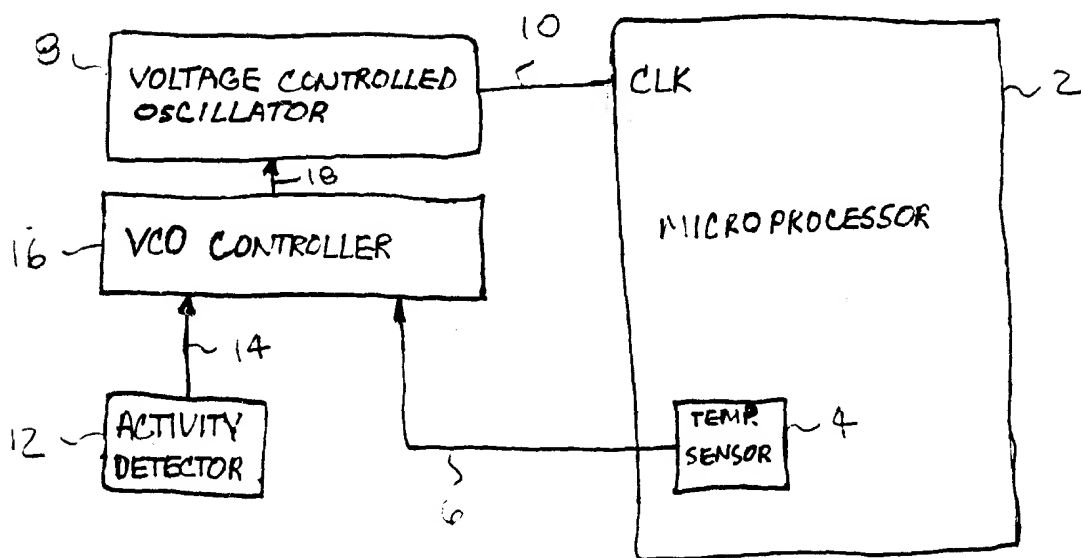 10
8
VOLTAGE CONTROLLED
OSCILLATOR
CLK
2
18
VCO CONTROLLER
16
MICROPROCESSOR
14
12
ACTIVITY
DETECTOR
TEMP.
SENSOR
4
6